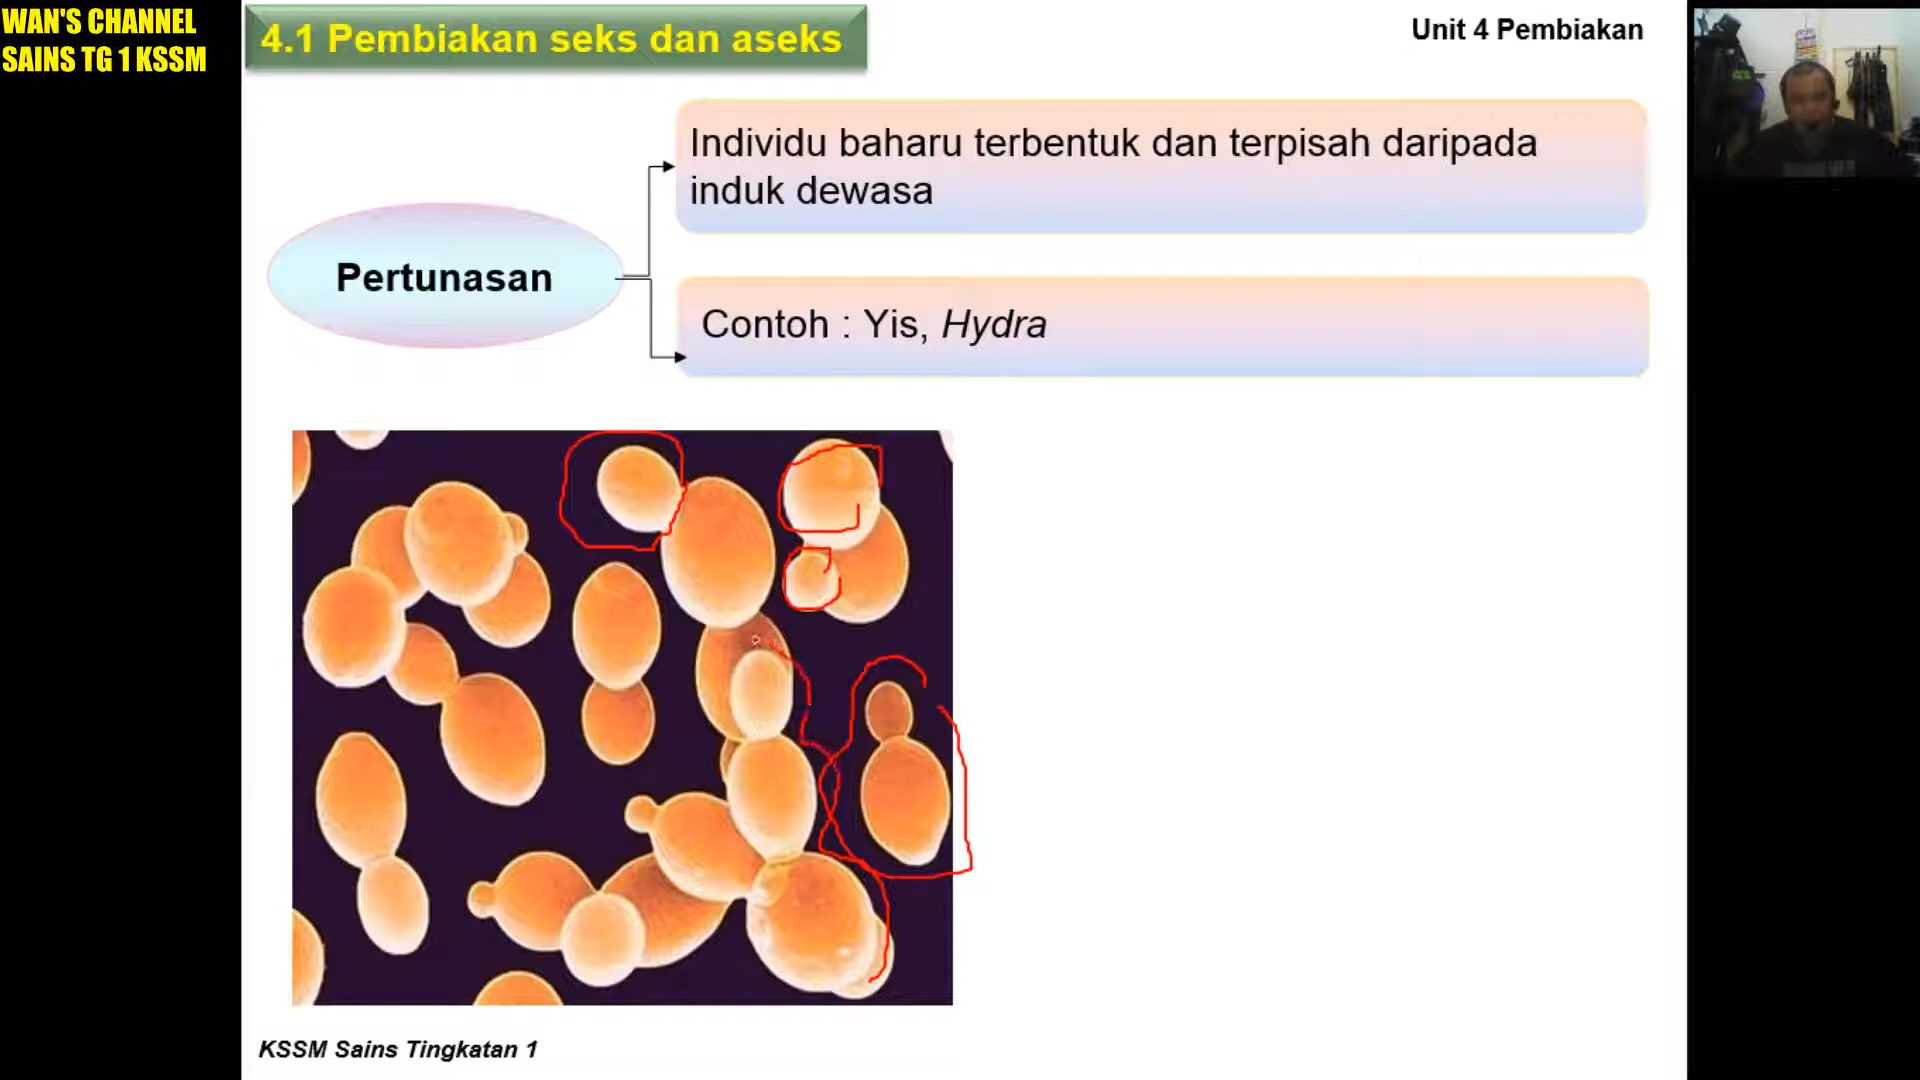 WAN'S CHANNEL
SAINS TG 1 KSSM
4.1 Pembiakan seks dan aseks
Unit 4 Pembiakan
Individu baharu terbentuk dan terpisah daripada
induk dewasa
Pertunasan
Contoh : Yis, Hydra
KSSM Sains Tingkatan 1